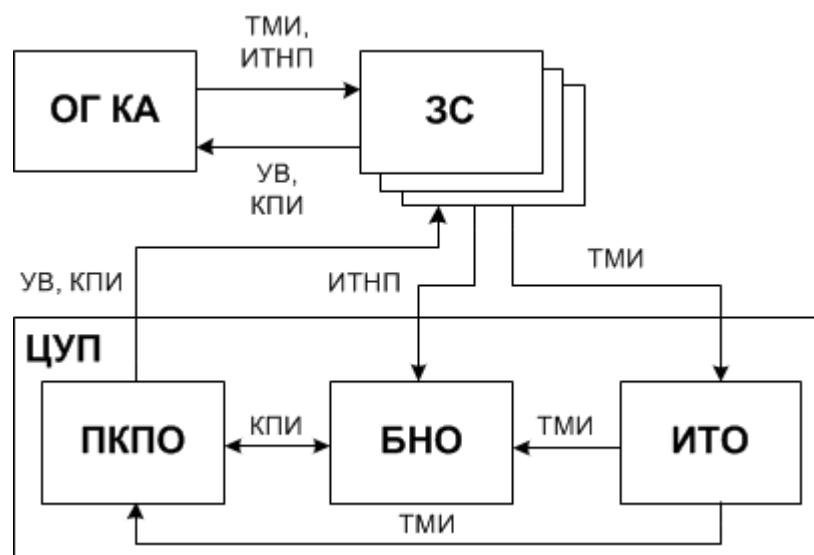 ТМИ,
ИТНП
ОГ КА
ЗС
УВ,
КПИ
УВ, КПИ
ИТНП
ТМИ
ЦУП
ПКПО
КПИ
БНО
ТМИ
ИТО
ТМИ